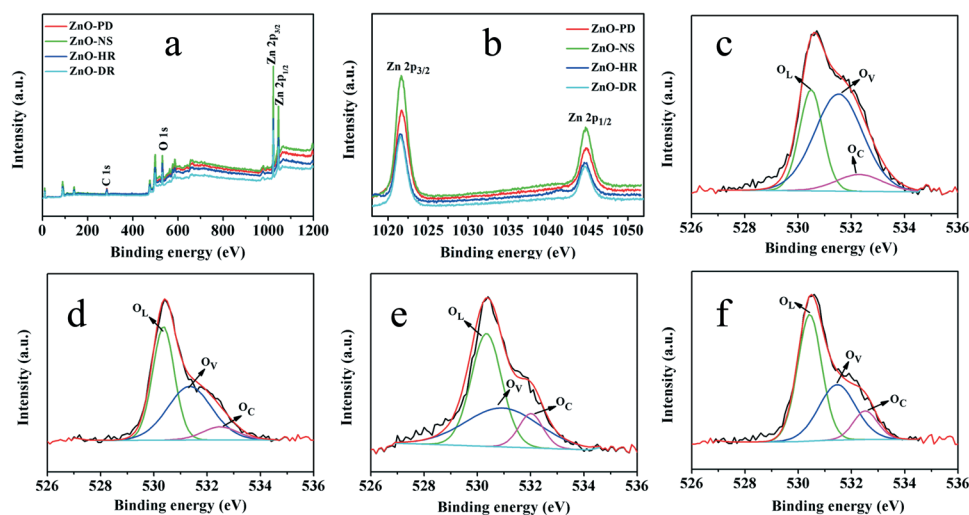 a
ZnO-PD
ZnO-NS
ZnO-HR
ZnO-DR
C 1s
O 1s
Zn 2p3/2
Zn 2p1/2
Intensity (a.u.)
0 200 400 600 800 1000 1200
Binding energy (eV)
b
ZnO-PD
ZnO-NS
ZnO-HR
ZnO-DR
Zn 2p3/2
Zn 2p1/2
Intensity (a.u.)
1020 1025 1030 1035 1040 1045 1050
Binding energy (eV)
c
OL
OV
OC
Intensity (a.u.)
526 528 530 532 534 536
Binding energy (eV)
d
OL
OV
OC
Intensity (a.u.)
526 528 530 532 534 536
Binding energy (eV)
e
OL
OV
OC
Intensity (a.u.)
526 528 530 532 534 536
Binding energy (eV)
f
OL
OV
OC
Intensity (a.u.)
526 528 530 532 534 536
Binding energy (eV)